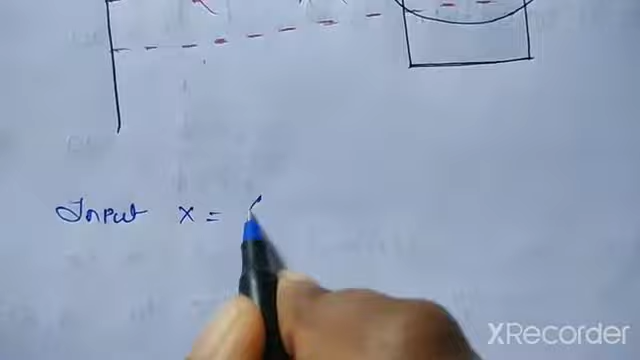 Input x =
XRecorder